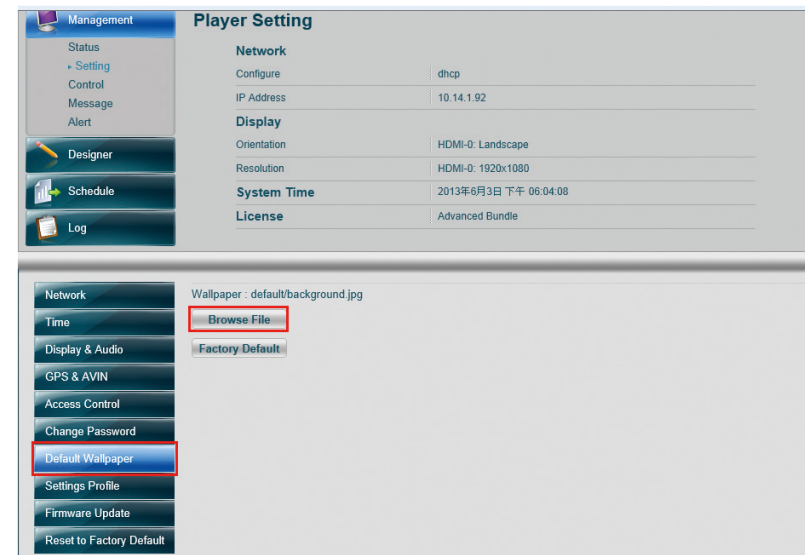 Management
Status
Setting
Control
Message
Alert
Designer
Schedule
Log
Player Setting
Network
Configure dhcp
IP Address 10.14.1.92
Display
Orientation HDMI-0: Landscape
Resolution HDMI-0: 1920x1080
System Time 2013年6月3日 下午 06:04:08
License Advanced Bundle
Network
Time
Display & Audio
GPS & AVIN
Access Control
Change Password
Default Wallpaper
Settings Profile
Firmware Update
Reset to Factory Default
Wallpaper : default/background.jpg
Browse File
Factory Default